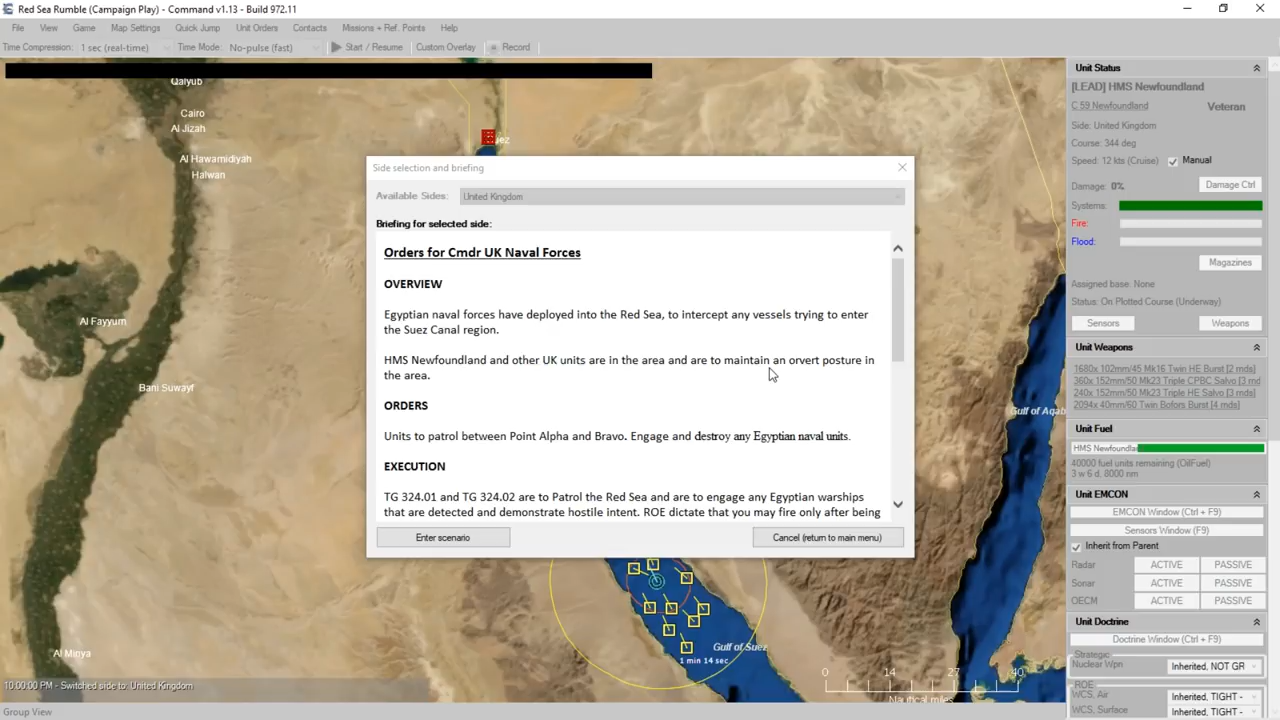 Red Sea Rumble (Campaign Play) - Command v1.13 - Build 972.11
File View Game Map Settings Quick Jump Unit Orders Contacts Missions + Ref. Points Help
Time Compression: 1 sec (real-time) Time Mode: No-pulse (fast) Start / Resume Custom Overlay Record
Qalyub
Cairo
Al Jizah
Al Hawamidiyah
Halwan
Al Fayyum
Bani Suwayf
Al Minya
Side selection and briefing
Available Sides: United Kingdom
Briefing for selected side:
Orders for Cmdr UK Naval Forces
OVERVIEW
Egyptian naval forces have deployed into the Red Sea, to intercept any vessels trying to enter
the Suez Canal region.
HMS Newfoundland and other UK units are in the area and are to maintain an orvert posture in
the area.
ORDERS
Units to patrol between Point Alpha and Bravo. Engage and destroy any Egyptian naval units.
EXECUTION
TG 324.01 and TG 324.02 are to Patrol the Red Sea and are to engage any Egyptian warships
that are detected and demonstrate hostile intent. ROE dictate that you may fire only after being
Enter scenario
Cancel (return to main menu)
Gulf of Suez
1 min 14 sec
Gulf of Aqab
0 14 27 40
Nautical miles
10:00:00 PM - Switched side to: United Kingdom
Group View
Unit Status
[LEAD] HMS Newfoundland
C 59 Newfoundland Veteran
Side: United Kingdom
Course: 344 deg
Speed: 12 kts (Cruise) Manual
Damage: 0% Damage Ctrl
Systems:
Fire:
Flood:
Magazines
Assigned base: None
Status: On Plotted Course (Underway)
Sensors Weapons
Unit Weapons
1680x 102mm/45 Mk16 Twin HE Burst [2 mds]
360x 152mm/50 Mk23 Triple CPBC Salvo [3 md
240x 152mm/50 Mk23 Triple HE Salvo [3 mds]
2094x 40mm/60 Twin Bofors Burst [4 mds]
Unit Fuel
HMS Newfoundla
40000 fuel units remaining (OilFuel)
3 w 6 d. 8000 nm
Unit EMCON
EMCON Window (Ctrl + F9)
Sensors Window (F9)
Inherit from Parent
Radar ACTIVE PASSIVE
Sonar ACTIVE PASSIVE
OECM ACTIVE PASSIVE
Unit Doctrine
Doctrine Window (Ctrl + F9)
Strategic
Nuclear Wpn Inherited, NOT GR
ROE
WCS, Air Inherited, TIGHT -
WCS, Surface Inherited, TIGHT -